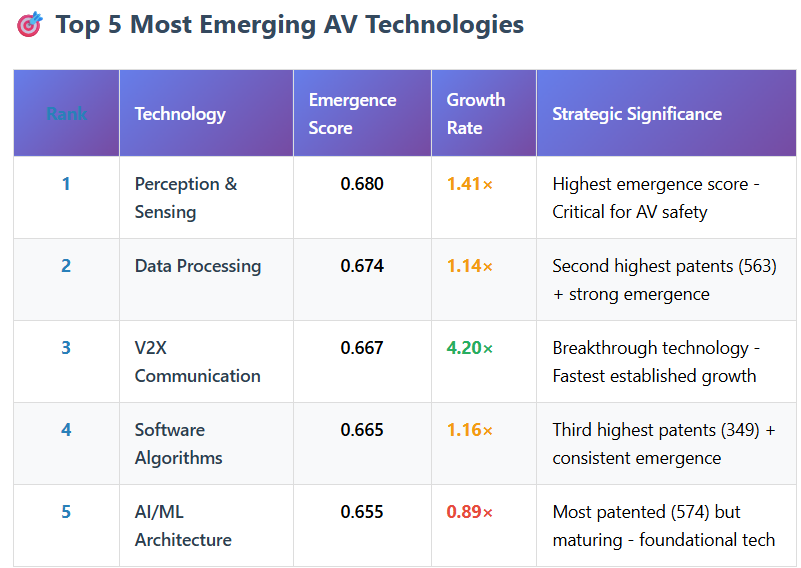 🎯 Top 5 Most Emerging AV Technologies
Rank
Technology
Emergence
Score
Growth
Rate
Strategic Significance
1
Perception &
Sensing
0.680
1.41×
Highest emergence score -
Critical for AV safety
2
Data Processing
0.674
1.14×
Second highest patents (563)
+ strong emergence
3
V2X
Communication
0.667
4.20×
Breakthrough technology -
Fastest established growth
4
Software
Algorithms
0.665
1.16×
Third highest patents (349) +
consistent emergence
5
AI/ML
Architecture
0.655
0.89×
Most patented (574) but
maturing - foundational tech